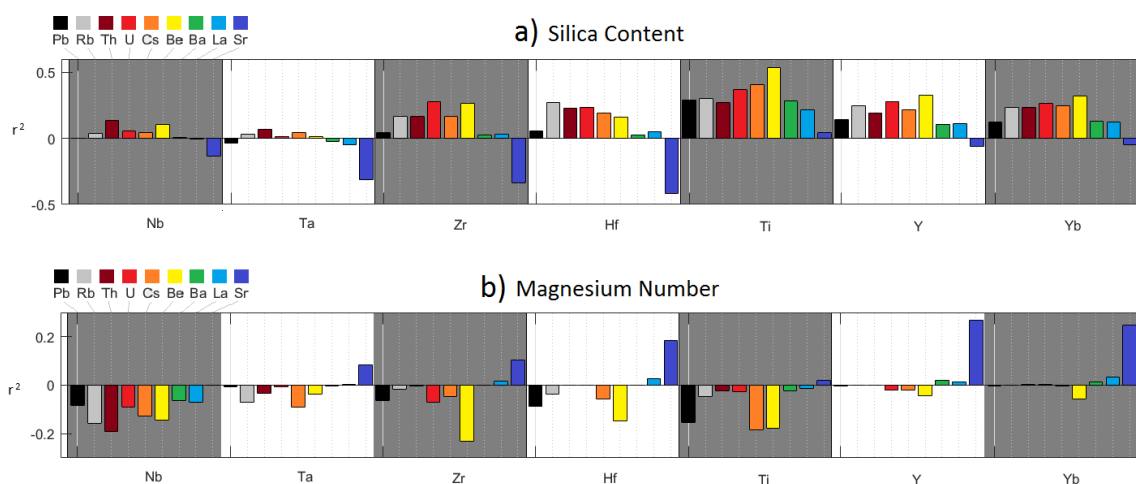 a) Silica Content
Pb Rb Th U Cs Be Ba La Sr
0.5
r²
0
-0.5
Nb Ta Zr Hf Ti Y Yb
b) Magnesium Number
Pb Rb Th U Cs Be Ba La Sr
0.2
r²
0
-0.2
Nb Ta Zr Hf Ti Y Yb